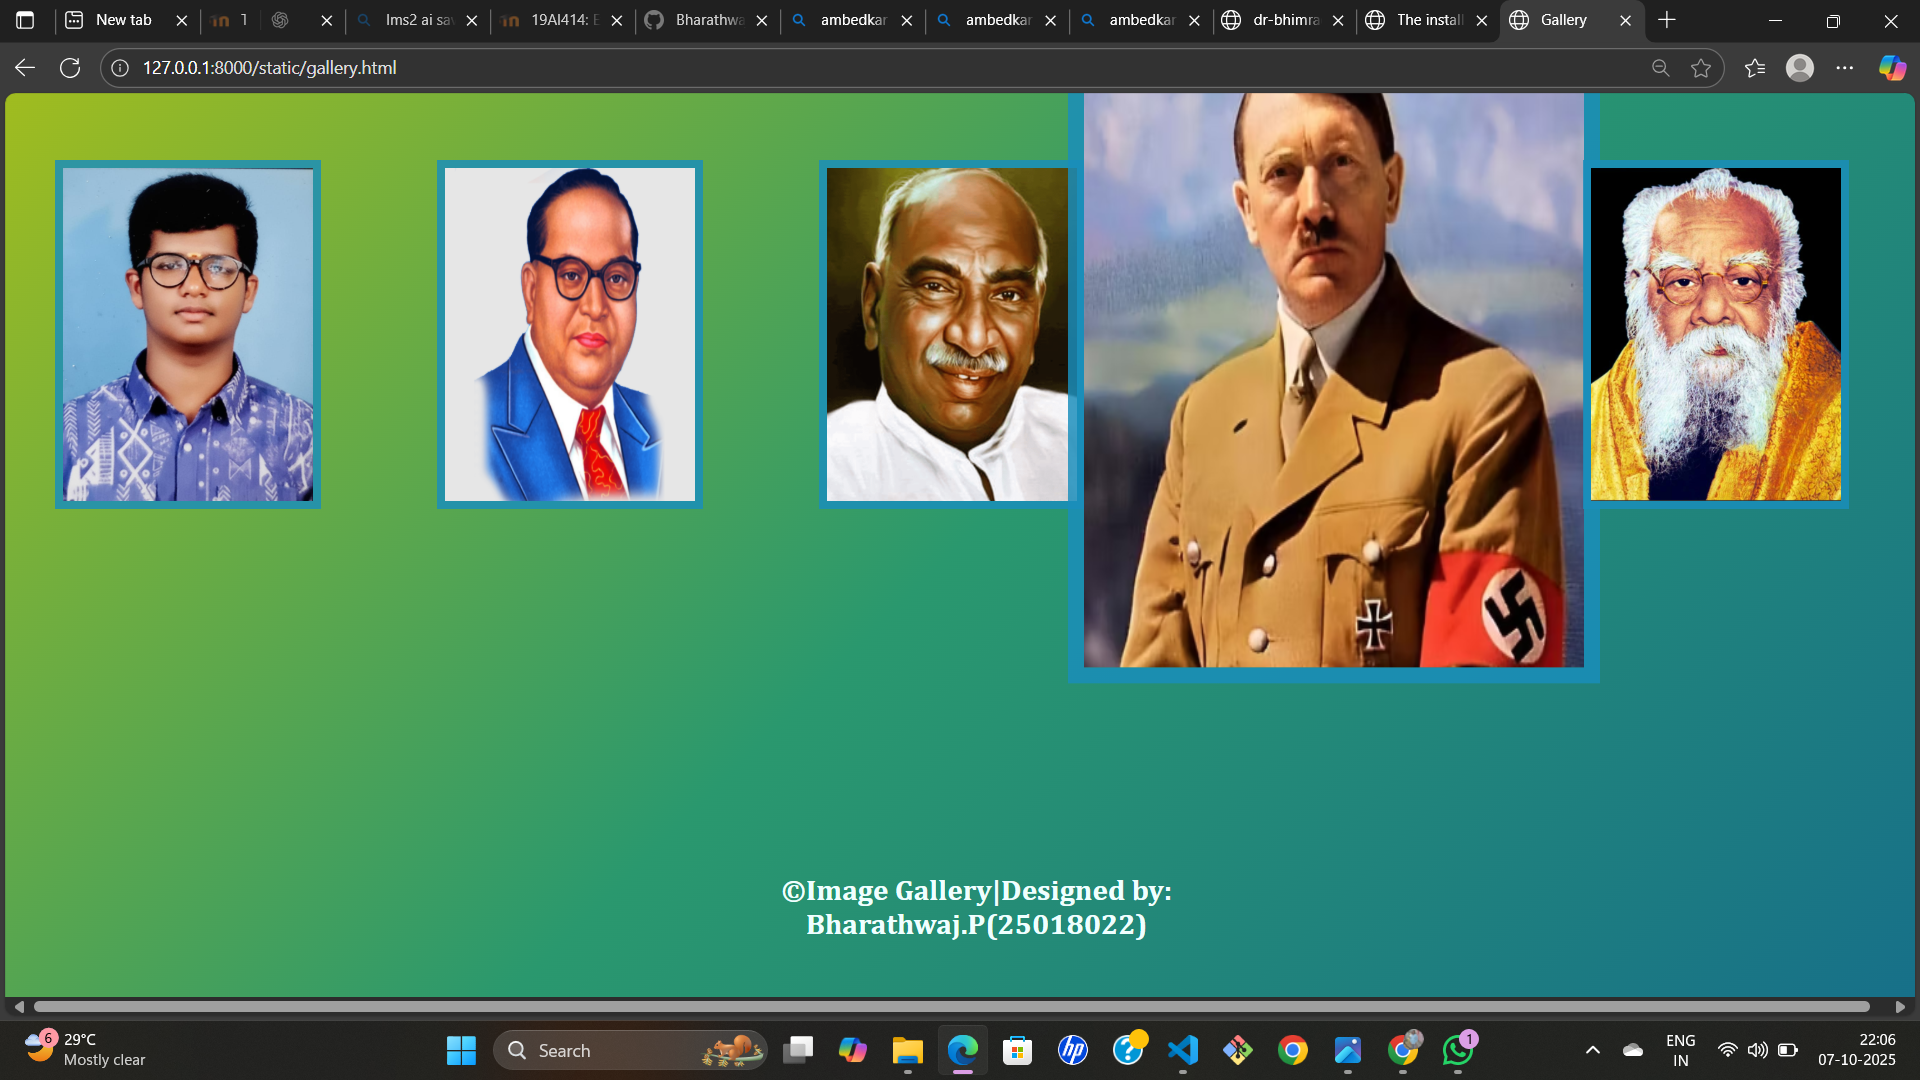 New tab
T
lms2 ai sav
19AI414: E
Bharathwa
ambedkar
ambedkar
ambedkar
dr-bhimra
The install
Gallery
127.0.0.1:8000/static/gallery.html
©Image Gallery|Designed by:
Bharathwaj.P(25018022)
6
29°C
Mostly clear
Search
hp
1
ENG
IN
22:06
07-10-2025